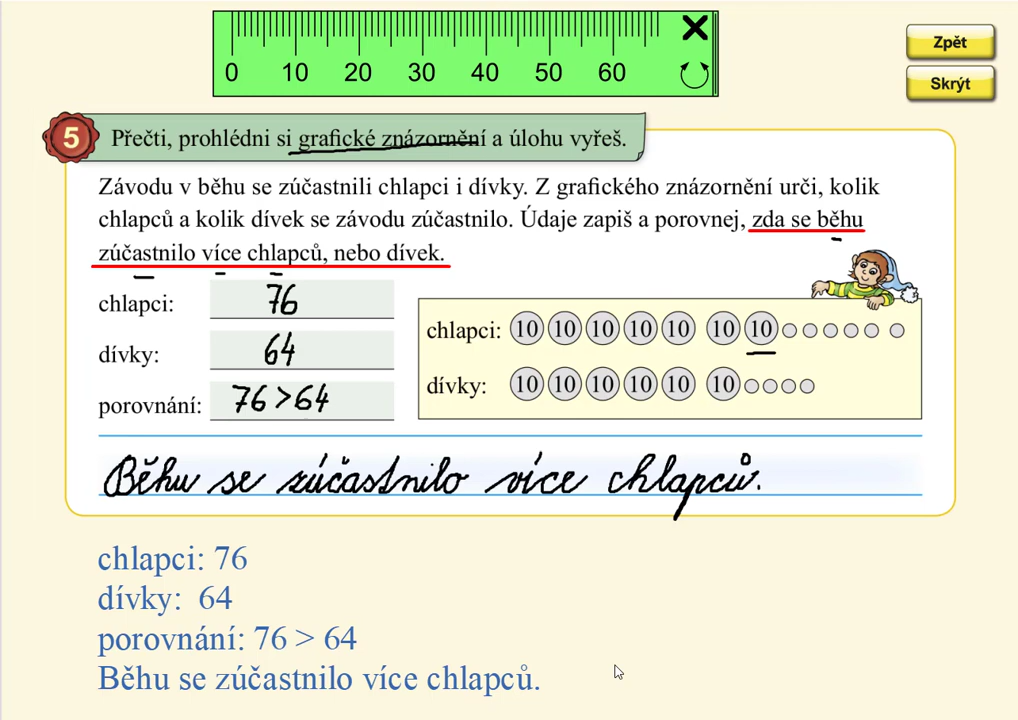 0 10 20 30 40 50 60
Zpět
Skrýt
5 Přečti, prohlédni si grafické znázornění a úlohu vyřeš.
Závodu v běhu se zúčastnili chlapci i dívky. Z grafického znázornění urči, kolik
chlapců a kolik dívek se závodu zúčastnilo. Údaje zapiš a porovnej, zda se běhu
zúčastnilo více chlapců, nebo dívek.
chlapci: 76
dívky: 64
porovnání: 76 > 64
chlapci: 10 10 10 10 10 10 10
dívky: 10 10 10 10 10 10
Běhu se zúčastnilo více chlapců.
chlapci: 76
dívky: 64
porovnání: 76 > 64
Běhu se zúčastnilo více chlapců.